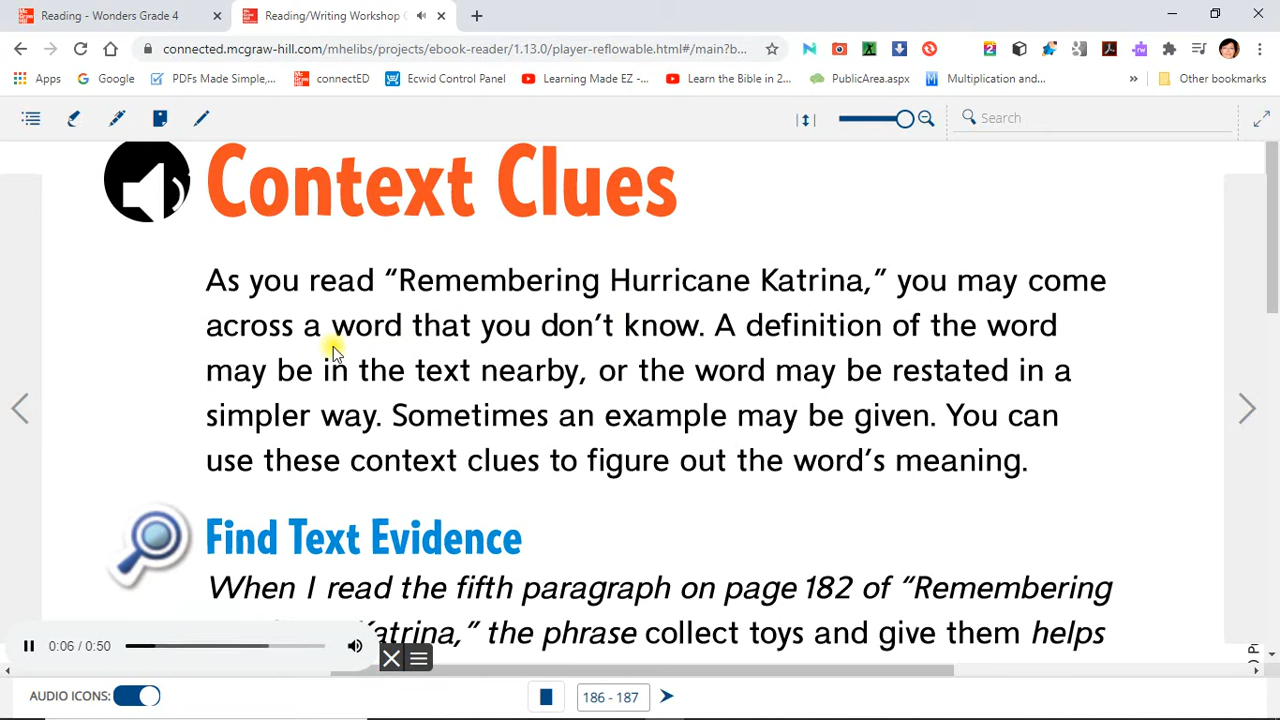 Reading - Wonders Grade 4
Reading/Writing Workshop
connected.mcgraw-hill.com/mhelibs/projects/ebook-reader/1.13.0/player-reflowable.html#/main?b...
Apps
Google
PDFs Made Simple,...
connectED
Ecwid Control Panel
Learning Made EZ -...
Learn the Bible in 2...
PublicArea.aspx
Multiplication and...
»
Other bookmarks
Search
Context Clues
As you read “Remembering Hurricane Katrina,” you may come
across a word that you don’t know. A definition of the word
may be in the text nearby, or the word may be restated in a
simpler way. Sometimes an example may be given. You can
use these context clues to figure out the word’s meaning.
Find Text Evidence
When I read the fifth paragraph on page 182 of “Remembering
Katrina,” the phrase collect toys and give them helps
0:06 / 0:50
AUDIO ICONS:
186 - 187